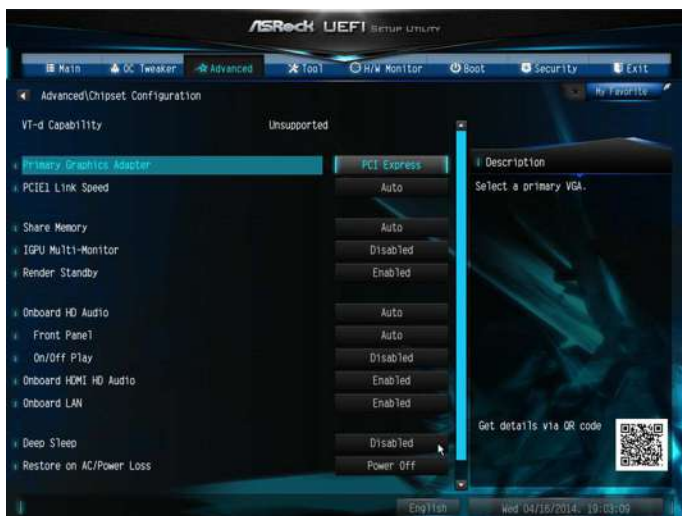 ASRock UEFI SETUP UTILITY
Main OC Tweaker Advanced Tool H/W Monitor Boot Security Exit
Advanced\Chipset Configuration
My Favorite
VT-d Capability Unsupported
Primary Graphics Adapter PCI Express
PCIE1 Link Speed Auto
Share Memory Auto
IGPU Multi-Monitor Disabled
Render Standby Enabled
Onboard HD Audio Auto
Front Panel Auto
On/Off Play Disabled
Onboard HDMI HD Audio Enabled
Onboard LAN Enabled
Deep Sleep Disabled
Restore on AC/Power Loss Power Off
Description
Select a primary VGA.
Get details via QR code
English
Wed 04/16/2014. 19:03:09